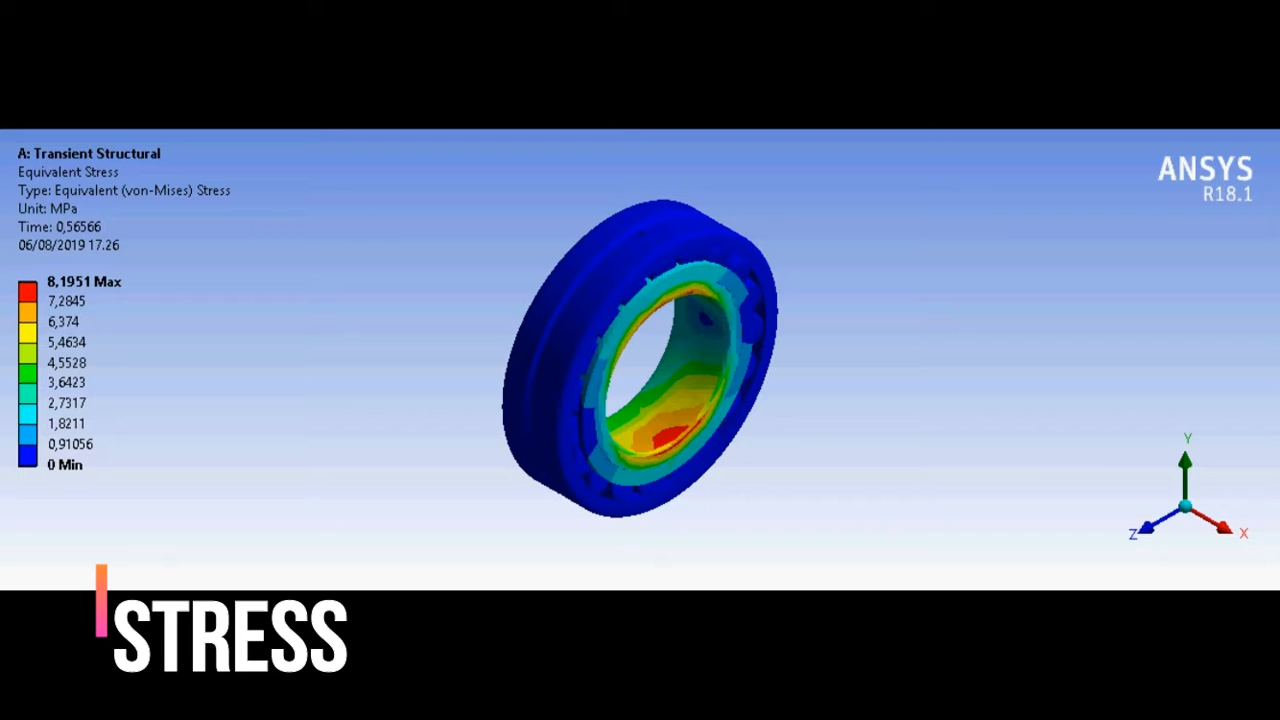 A: Transient Structural
Equivalent Stress
Type: Equivalent (von-Mises) Stress
Unit: MPa
Time: 0,56566
06/08/2019 17.26
8,1951 Max
7,2845
6,374
5,4634
4,5528
3,6423
2,7317
1,8211
0,91056
0 Min
ANSYS
R18.1
Y
Z
X
STRESS